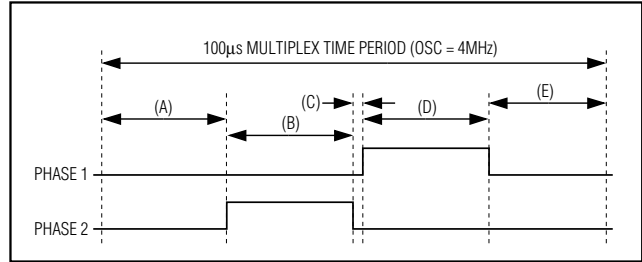 100μs MULTIPLEX TIME PERIOD (OSC = 4MHz)
(A)
(B)
(C)
(D)
(E)
PHASE 1
PHASE 2